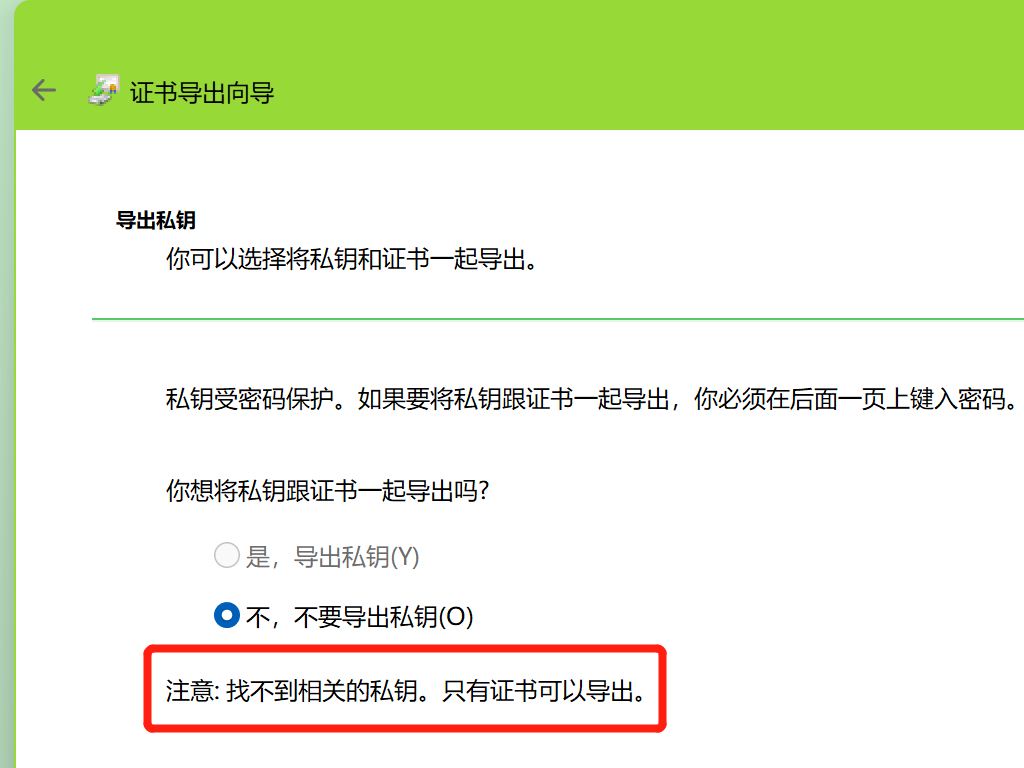 证书导出向导
导出私钥
你可以选择将私钥和证书一起导出。
私钥受密码保护。如果要将私钥跟证书一起导出，你必须在后面一页上键入密码。
你想将私钥跟证书一起导出吗?
是，导出私钥(Y)
不，不要导出私钥(O)
注意: 找不到相关的私钥。只有证书可以导出。